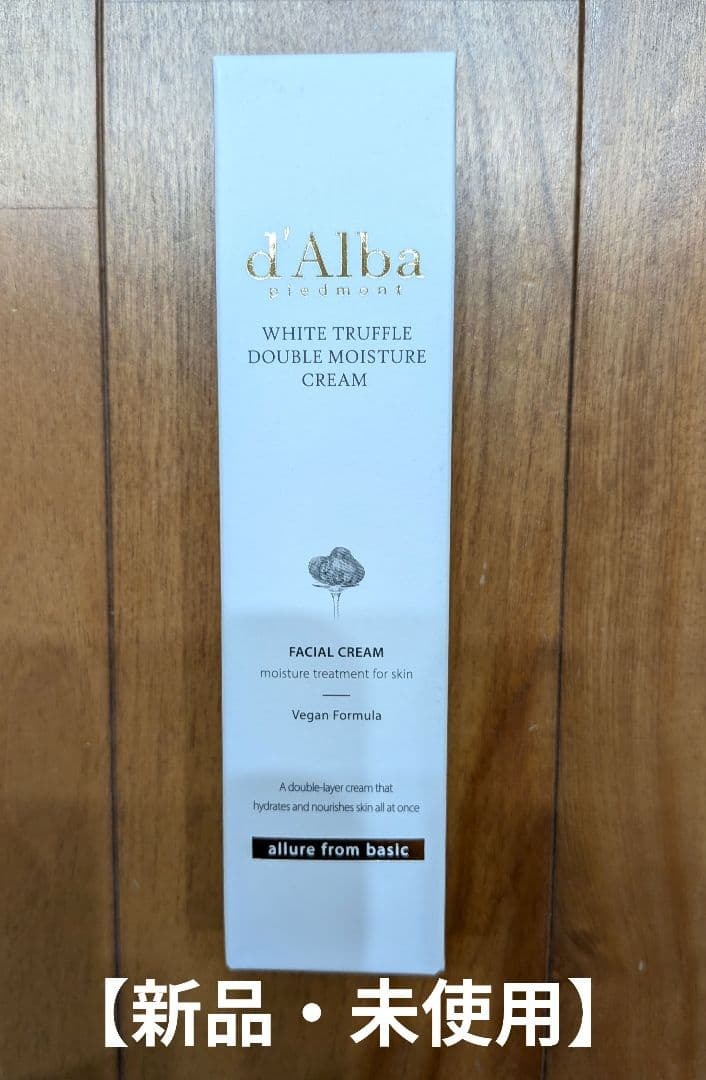 d'Alba
piedmont
WHITE TRUFFLE
DOUBLE MOISTURE
CREAM
FACIAL CREAM
moisture treatment for skin
Vegan Formula
A double-layer cream that
hydrates and nourishes skin all at once
allure from basic
【新品・未使用】